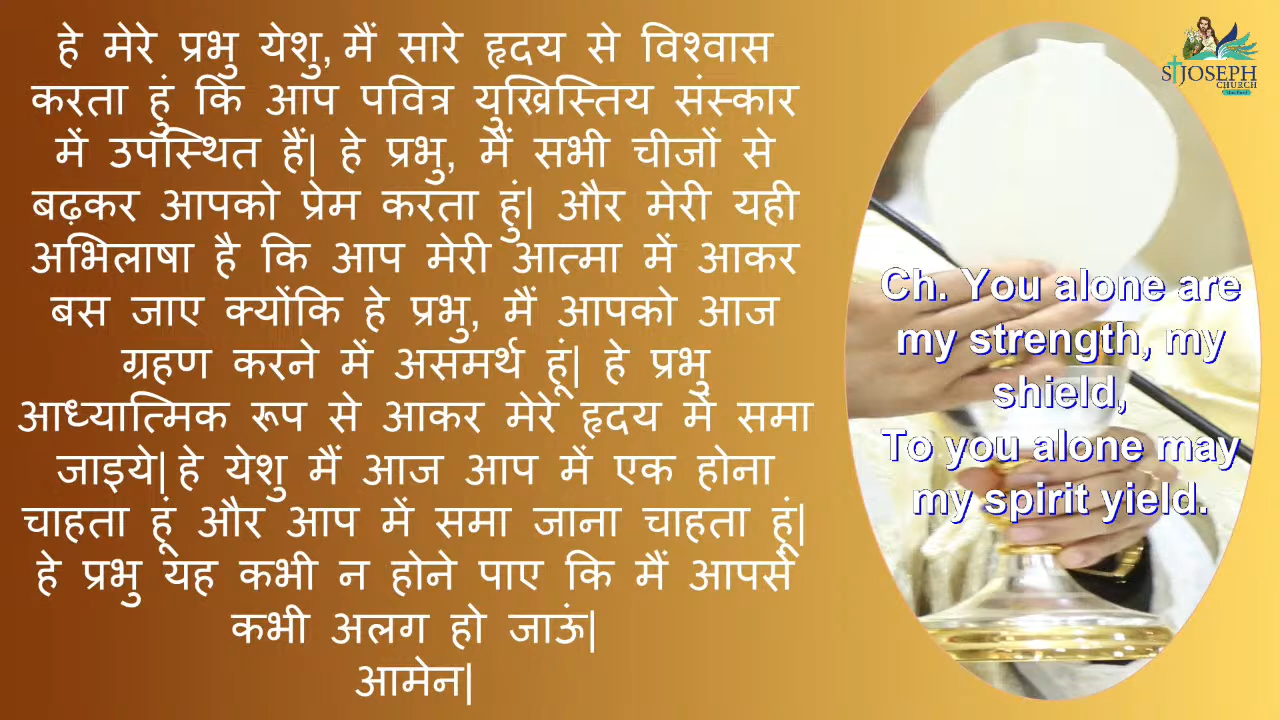 हे मेरे प्रभु येशु, मैं सारे हृदय से विश्वास
करता हुं कि आप पवित्र युख्रिस्तिय संस्कार
में उपस्थित हैं| हे प्रभु, मैं सभी चीजों से
बढ़कर आपको प्रेम करता हुं| और मेरी यही
अभिलाषा है कि आप मेरी आत्मा में आकर
बस जाए क्योंकि हे प्रभु, मैं आपको आज
ग्रहण करने में असमर्थ हूं| हे प्रभु
आध्यात्मिक रूप से आकर मेरे हृदय में समा
जाइये| हे येशु मैं आज आप में एक होना
चाहता हूं और आप में समा जाना चाहता हूं|
हे प्रभु यह कभी न होने पाए कि मैं आपसे
कभी अलग हो जाऊं|
आमेन|
ST JOSEPH
CHURCH
Ch. You alone are
my strength, my
shield,
To you alone may
my spirit yield.